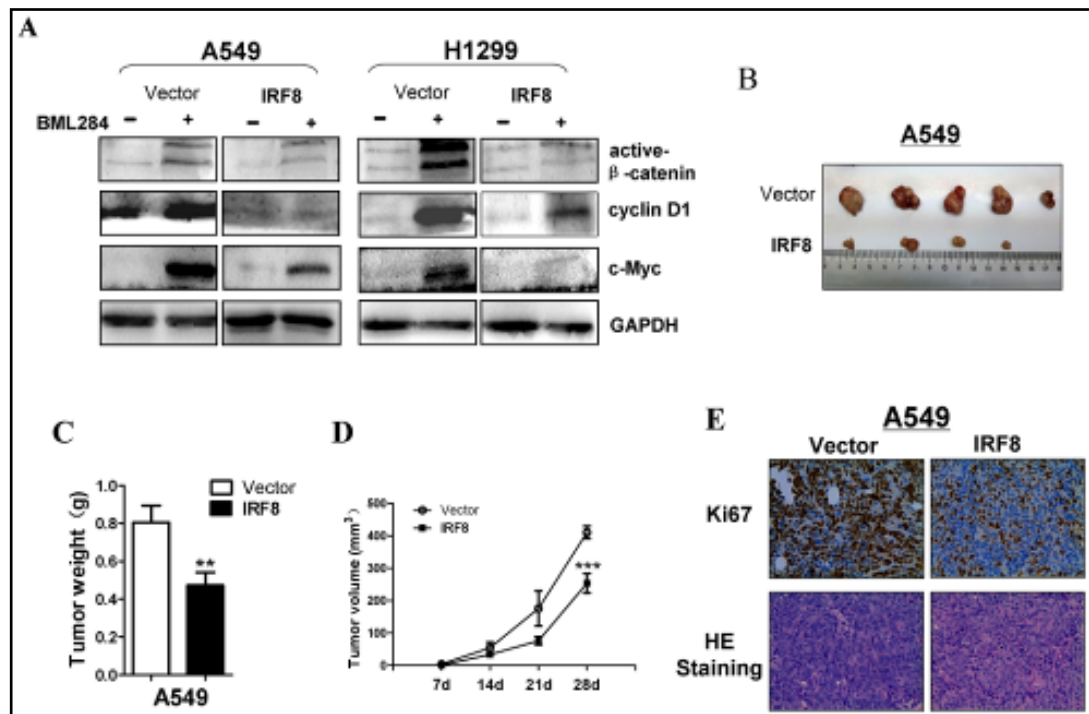 A
A549 H1299
Vector IRF8 Vector IRF8
BML284 − + − + − + − +
active-
β-catenin
cyclin D1
c-Myc
GAPDH
B
A549
Vector
IRF8
C
Tumor weight (g)
0.8
0.6
0.4
0.2
0.0
Vector
IRF8
**
A549
D
Tumor volume (mm³)
500
400
300
200
100
0
Vector
IRF8
***
7d 14d 21d 28d
E
A549
Vector IRF8
Ki67
HE
Staining